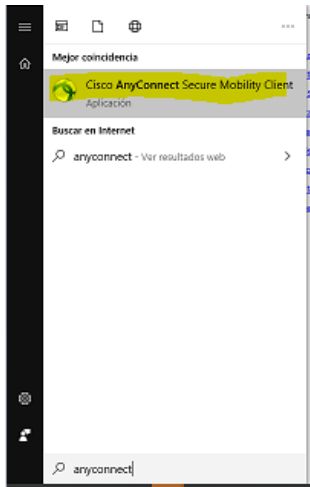 Mejor coincidencia
Cisco AnyConnect Secure Mobility Client
Aplicación
Buscar en Internet
anyconnect - Ver resultados web
anyconnect